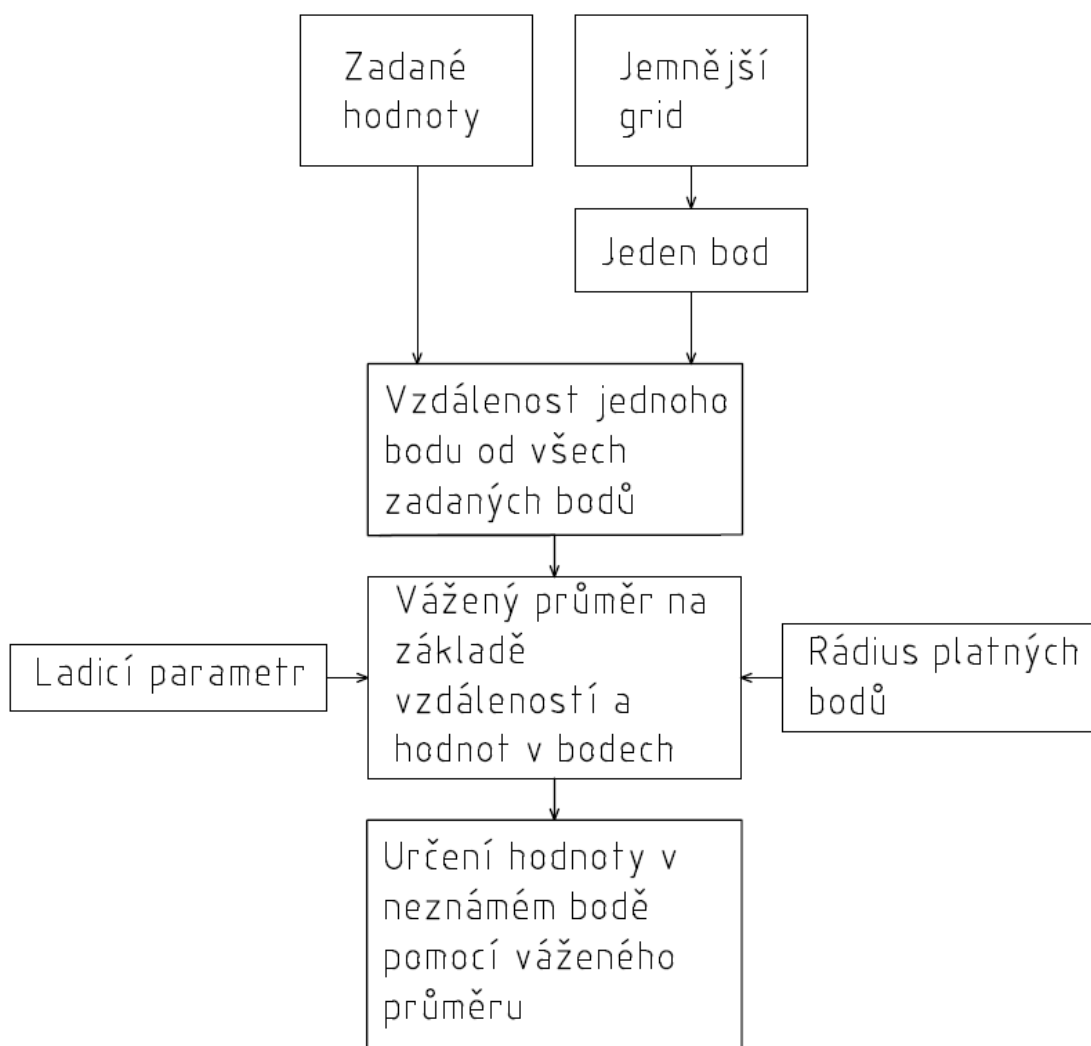 Zadané
hodnoty
Jemnější
grid
Jeden bod
Vzdálenost jednoho
bodu od všech
zadaných bodů
Vážený průměr na
základě
vzdáleností a
hodnot v bodech
Ladicí parametr
Rádius platných
bodů
Určení hodnoty v
neznámém bodě
pomocí váženého
průměru